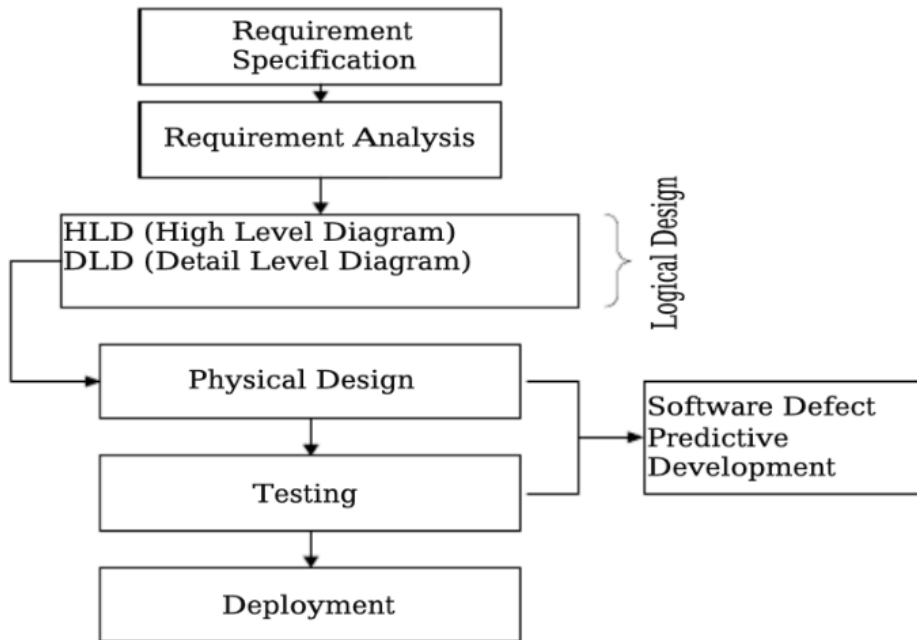 Requirement
Specification
Requirement Analysis
HLD (High Level Diagram)
DLD (Detail Level Diagram)
Logical Design
Physical Design
Software Defect
Predictive
Development
Testing
Deployment